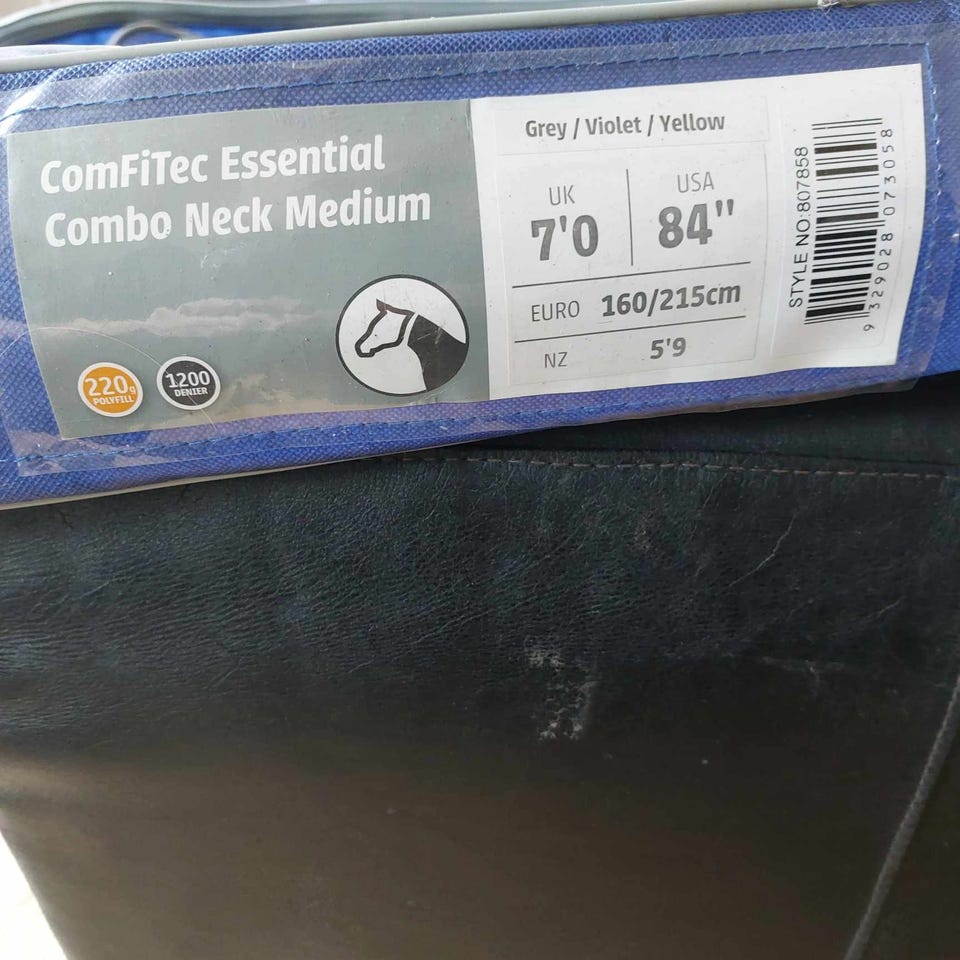 ComFiTec Essential
Combo Neck Medium
220g
POLYFILL
1200
DENIER
Grey / Violet / Yellow
UK
7'0
USA
84"
EURO 160/215cm
NZ 5'9
STYLE NO:807858
9 329028 073058